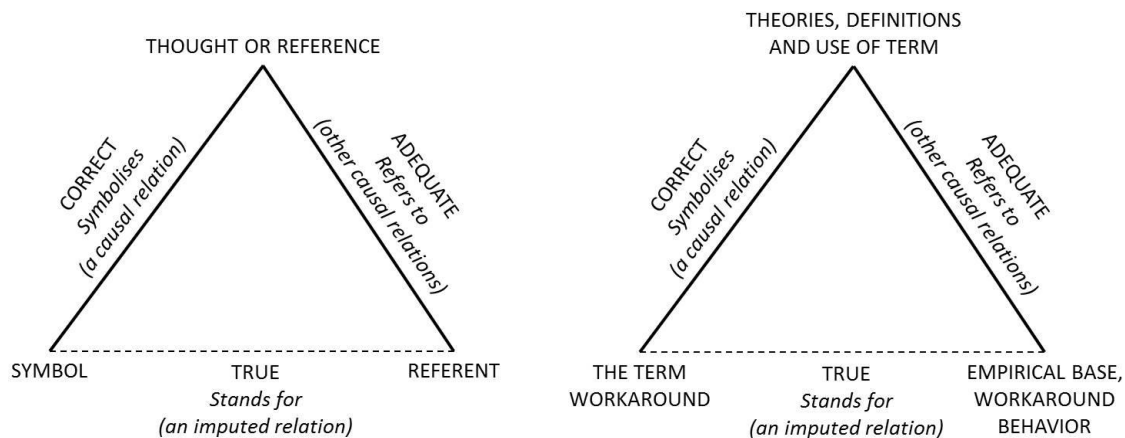 THOUGHT OR REFERENCE
CORRECT
Symbolises
(a causal relation)
ADEQUATE
Refers to
(other causal relations)
SYMBOL
TRUE
Stands for
(an imputed relation)
REFERENT
THEORIES, DEFINITIONS
AND USE OF TERM
CORRECT
Symbolises
(a causal relation)
ADEQUATE
Refers to
(other causal relations)
THE TERM
WORKAROUND
TRUE
Stands for
(an imputed relation)
EMPIRICAL BASE,
WORKAROUND
BEHAVIOR